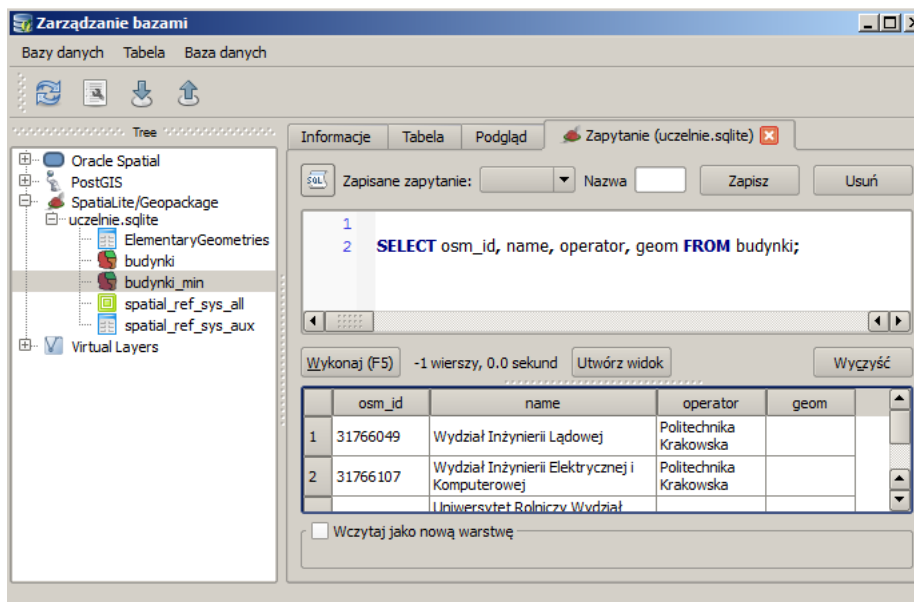 Zarządzanie bazami
Bazy danych Tabela Baza danych
Tree
Oracle Spatial
PostGIS
SpatiaLite/Geopackage
uczelnie.sqlite
ElementaryGeometries
budynki
budynki_min
spatial_ref_sys_all
spatial_ref_sys_aux
Virtual Layers
Informacje Tabela Podgląd Zapytanie (uczelnie.sqlite)
SQL Zapisane zapytanie: Nazwa Zapisz Usuń
1
2 SELECT osm_id, name, operator, geom FROM budynki;
Wykonaj (F5) -1 wierszy, 0.0 sekund Utwórz widok Wyczyść
osm_id name operator geom
1 31766049 Wydział Inżynierii Lądowej Politechnika Krakowska
2 31766107 Wydział Inżynierii Elektrycznej i Komputerowej Politechnika Krakowska
Uniwersytet Rolniczy Wydział
Wczytaj jako nową warstwę